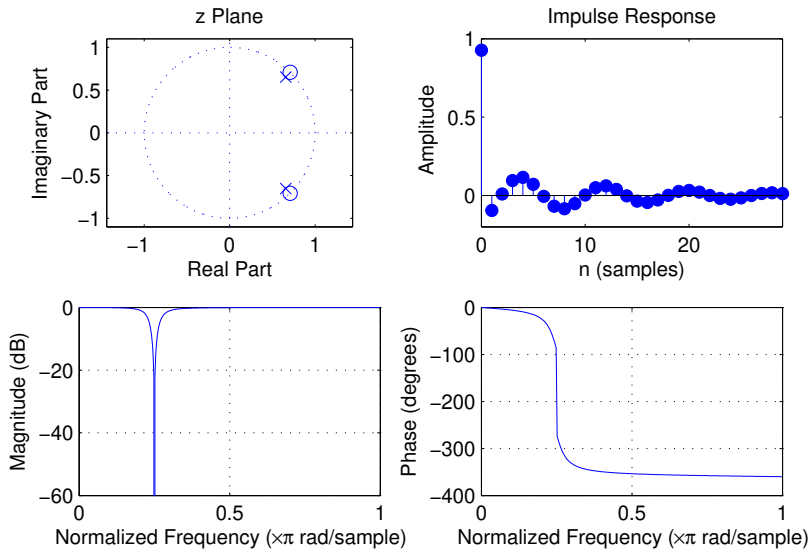 z Plane
Imaginary Part
1
0.5
0
−0.5
−1
−1
0
1
Real Part
Impulse Response
Amplitude
1
0.5
0
0
10
20
n (samples)
Magnitude (dB)
0
−20
−40
−60
0
0.5
1
Normalized Frequency (×π rad/sample)
Phase (degrees)
0
−100
−200
−300
−400
0
0.5
1
Normalized Frequency (×π rad/sample)